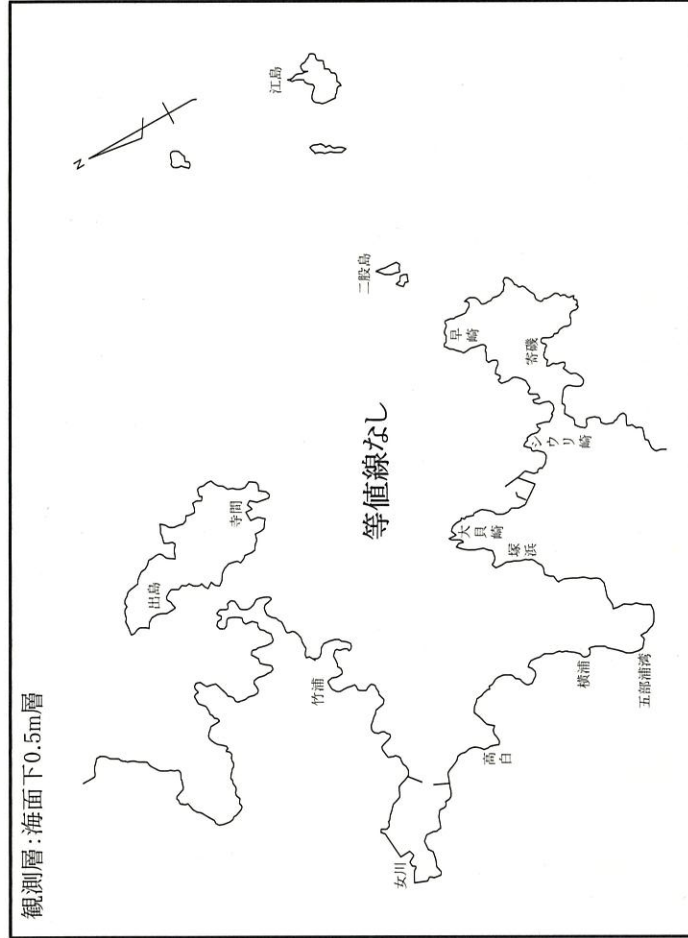 観測層:海面下0.5m層
N
江島
二股島
早崎
寄磯
シウリ崎
等値線なし
大貝崎
塚浜
寺間
出島
竹浦
横浦
五部浦湾
高白
女川